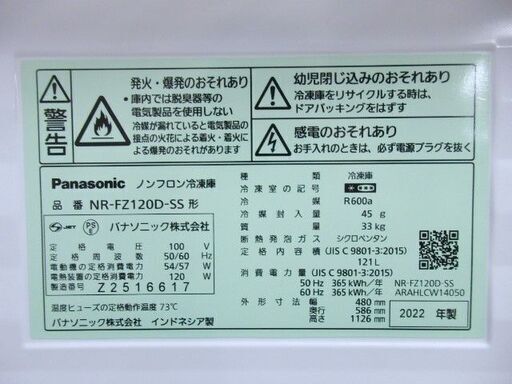 警告
発火・爆発のおそれあり
●庫内では脱臭器等の
電気製品を使用しない
冷媒が漏れていると電気製品の
接点の火花による着火・着火に
よる爆発のおそれがあります
幼児閉じ込めのおそれあり
冷凍庫をリサイクルする時は、
ドアパッキングをはずす
感電のおそれあり
お手入れのときは、必ず電源プラグを抜く
Panasonic ノンフロン冷凍庫
品番 NR-FZ120D-SS 形
JET PSE パナソニック株式会社
定格電圧 100 V
定格周波数 50/60 Hz
電動機の定格消費電力 54/57 W
電熱装置の定格消費電力 120 W
製造番号 Z2516617
温度ヒューズの定格動作温度 73℃
パナソニック株式会社 インドネシア製
種類 冷凍庫
冷凍室の記号
冷媒 R600a
冷媒封入量 45 g
質量 33 kg
断熱発泡ガス シクロペンタン
定格内容積 (JIS C 9801-3:2015)
121L
消費電力量 (JIS C 9801-3:2015)
50 Hz 365 kWh/年
60 Hz 365 kWh/年
外形寸法 幅 480 mm
奥行 586 mm
高さ 1126 mm
NR-FZ120D-SS
ARAHLCW14050
2022 年製